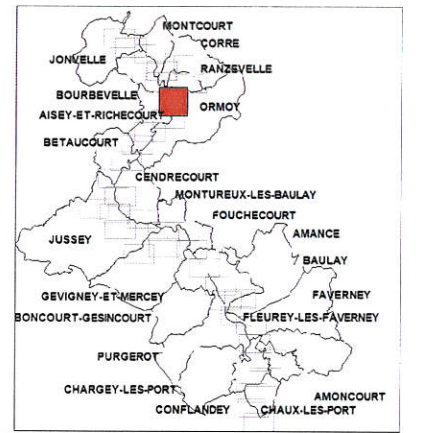 MONTCOURT
CORRE
JONVELLE
RANZEVELLE
BOURBEVELLE
ORMOY
AISEY-ET-RICHECOURT
BETAUCOURT
CENDRECOURT
MONTUREUX-LES-BAULAY
FOUCHECOURT
AMANCE
JUSSEY
BAULAY
GEVIGNEY-ET-MERCEY
FAVERNEY
BONCOURT-GESINCOURT
FLEUREY-LES-FAVERNEY
PURGEROT
CHARGEY-LES-PORT
AMONCOURT
CONFLANDEY
CHAUX-LES-PORT